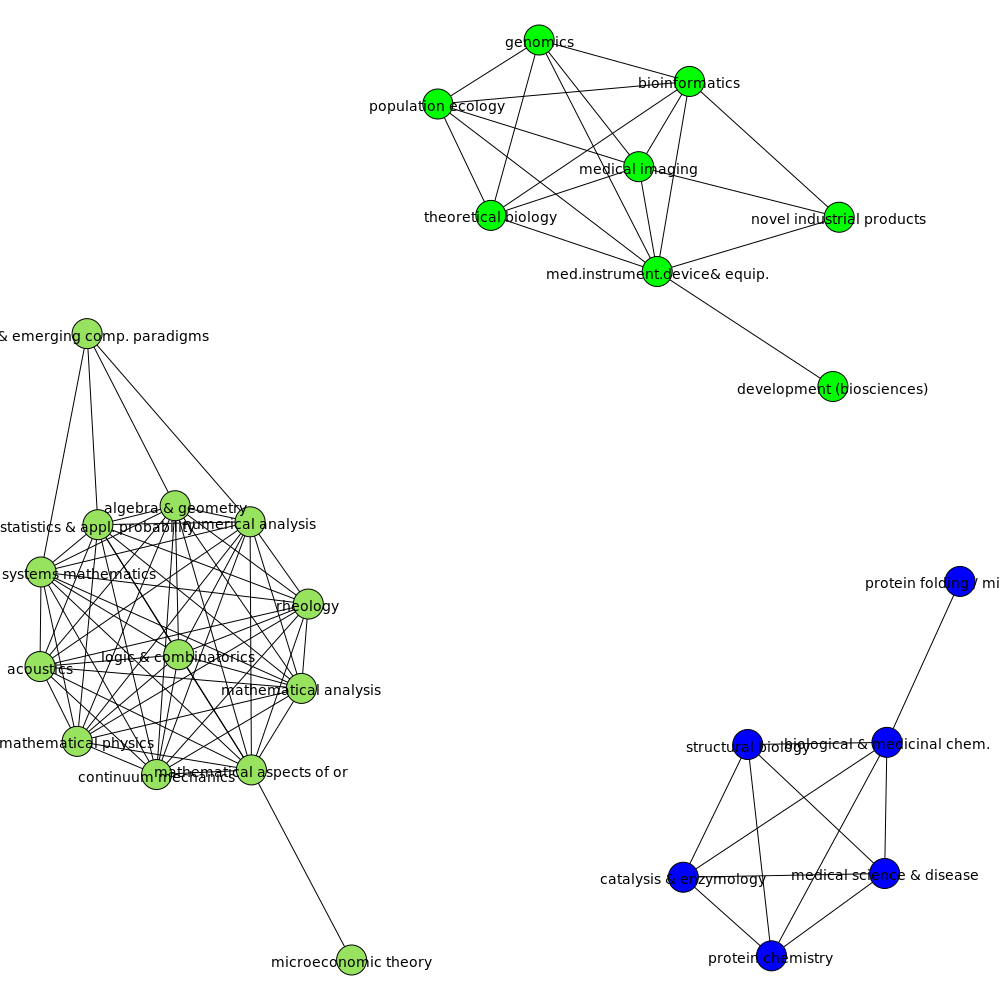 genomics
bioinformatics
population ecology
medical imaging
theoretical biology
novel industrial products
med.instrument.device& equip.
& emerging comp. paradigms
development (biosciences)
algebra & geometry
numerical analysis
statistics & appl. probability
systems mathematics
protein folding / mi
rheology
logic & combinatorics
acoustics
mathematical analysis
mathematical physics
structural biology
biological & medicinal chem.
continuum mechanics
mathematical aspects of or
catalysis & enzymology
medical science & disease
protein chemistry
microeconomic theory